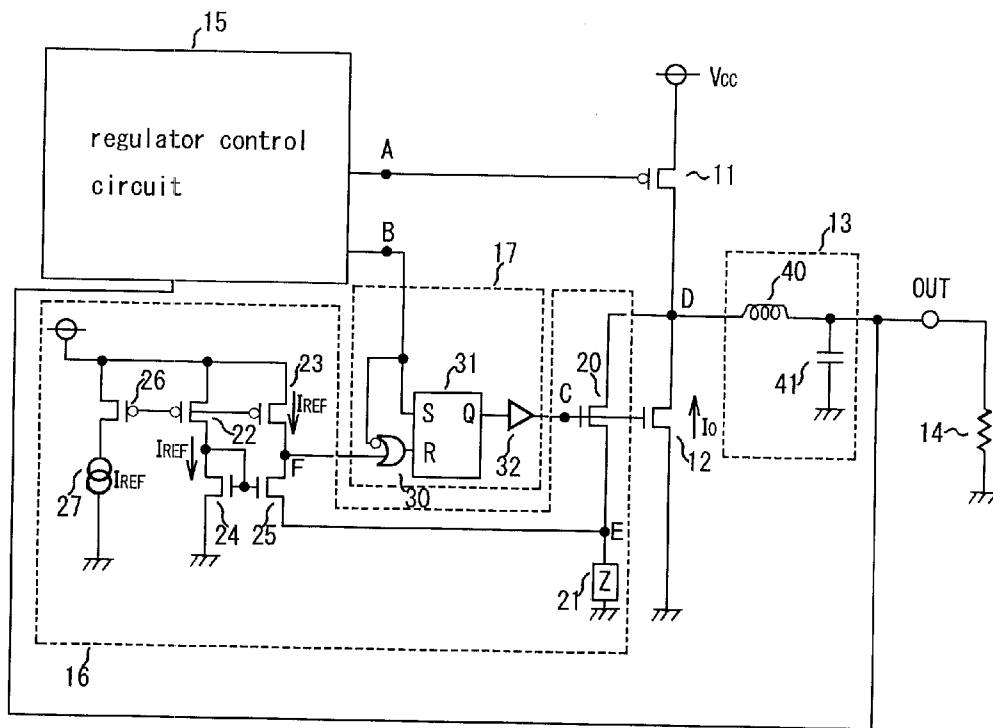 15
regulator control
circuit
A
B
Vcc
11
17
13
40
D
OUT
20
31
S
Q
R
C
32
30
I0
12
41
14
26
23
IREF
22
IREF
F
27
IREF
24
25
E
21
Z
16